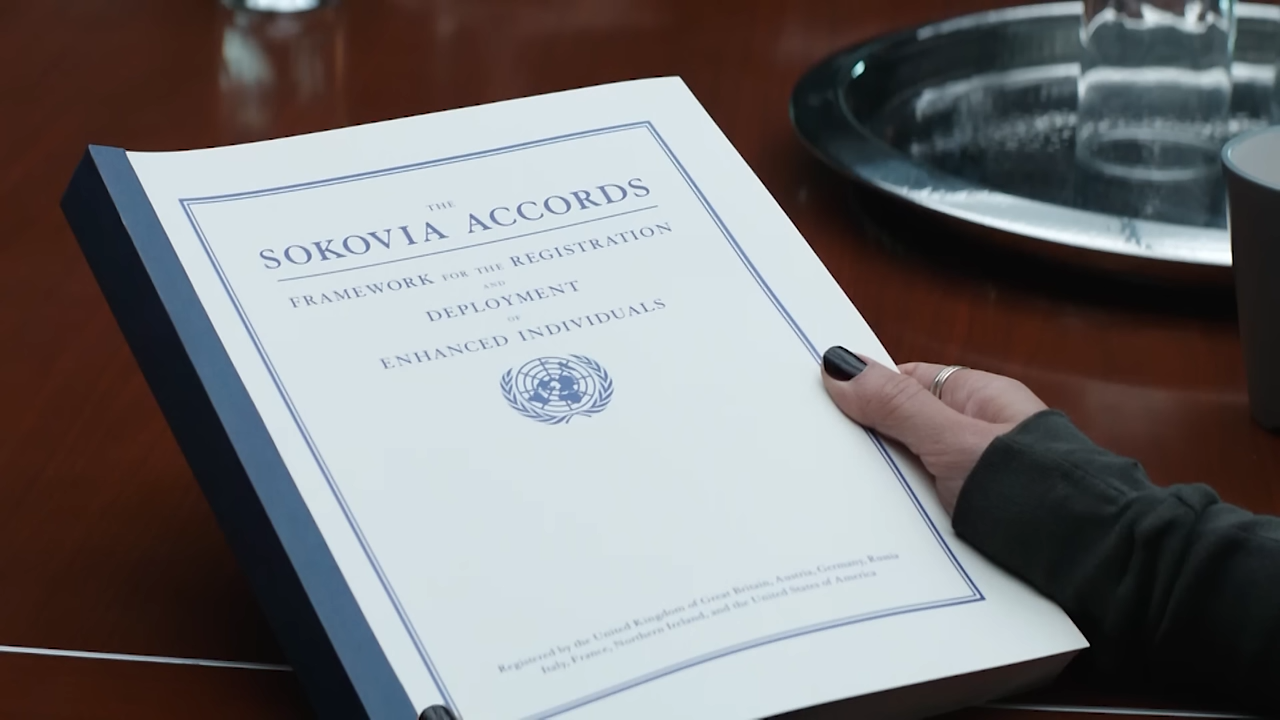 THE
SOKOVIA ACCORDS
FRAMEWORK FOR THE REGISTRATION
AND
DEPLOYMENT
OF
ENHANCED INDIVIDUALS
Registered by the United Kingdom of Great Britain, Austria, Germany, Russia
Italy, France, Northern Ireland, and the United States of America